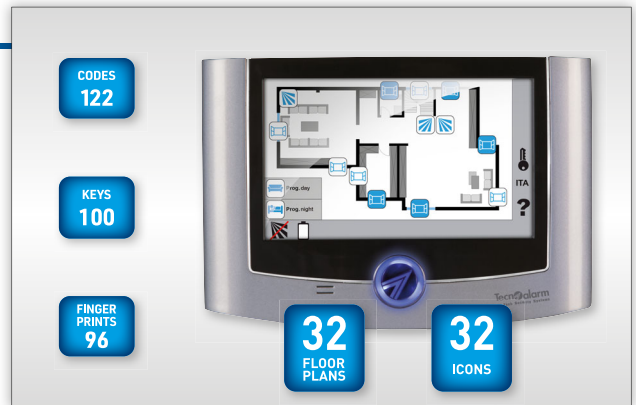 CODES
122
KEYS
100
FINGER
PRINTS
96
Prog. day
Prog. night
ITA
?
Tecnoalarm
32
FLOOR
PLANS
32
ICONS